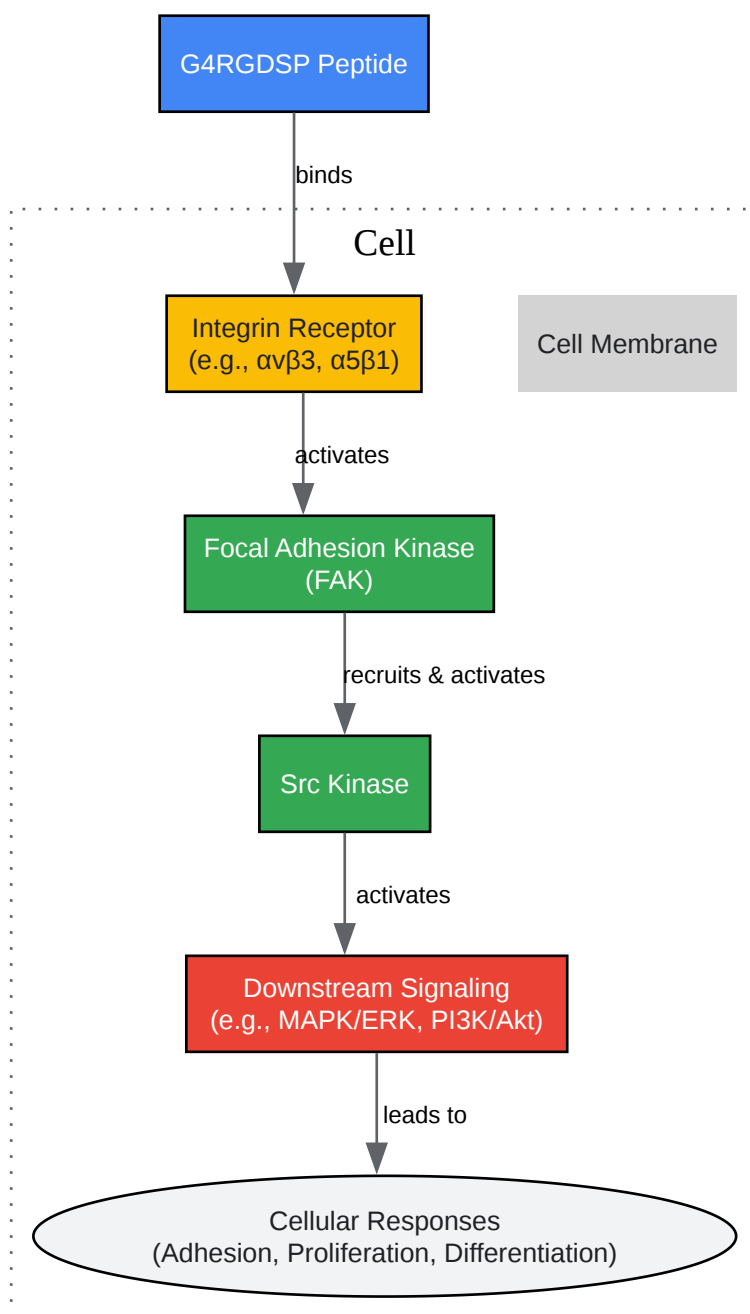 G4RGDSP Peptide
binds
Cell
Integrin Receptor
(e.g., αvβ3, α5β1)
Cell Membrane
activates
Focal Adhesion Kinase
(FAK)
recruits & activates
Src Kinase
activates
Downstream Signaling
(e.g., MAPK/ERK, PI3K/Akt)
leads to
Cellular Responses
(Adhesion, Proliferation, Differentiation)